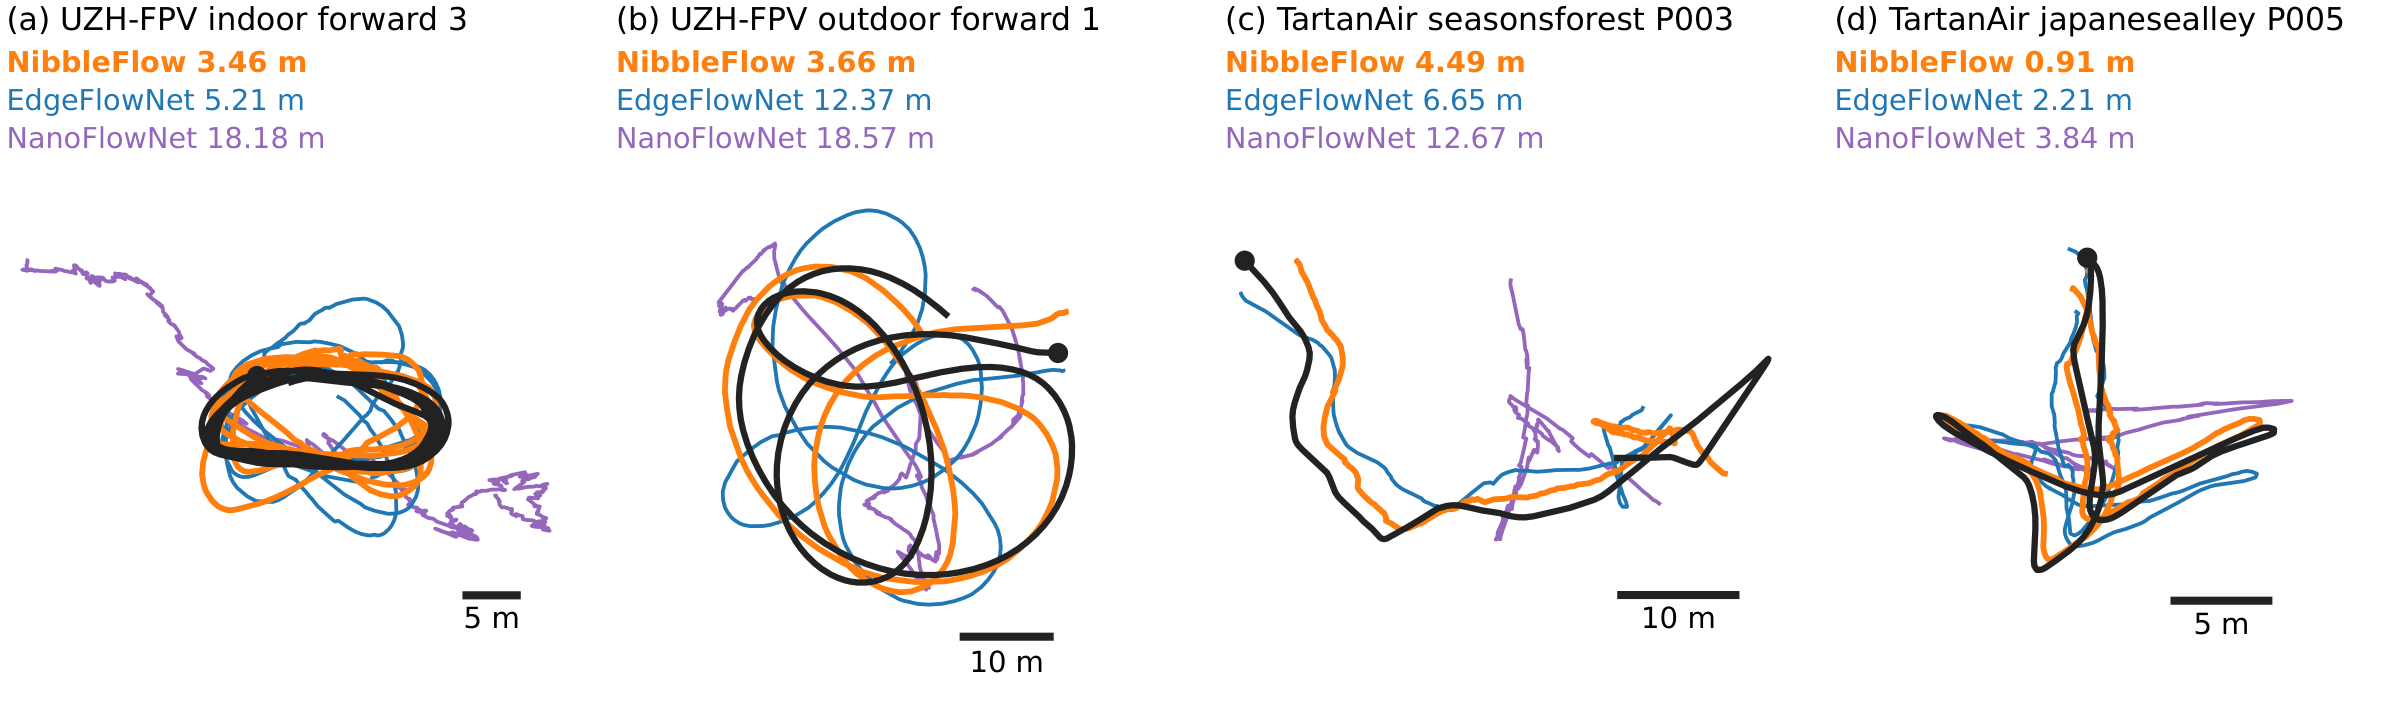 (a) UZH-FPV indoor forward 3
NibbleFlow 3.46 m
EdgeFlowNet 5.21 m
NanoFlowNet 18.18 m
5 m
(b) UZH-FPV outdoor forward 1
NibbleFlow 3.66 m
EdgeFlowNet 12.37 m
NanoFlowNet 18.57 m
10 m
(c) TartanAir seasonsforest P003
NibbleFlow 4.49 m
EdgeFlowNet 6.65 m
NanoFlowNet 12.67 m
10 m
(d) TartanAir japanesealley P005
NibbleFlow 0.91 m
EdgeFlowNet 2.21 m
NanoFlowNet 3.84 m
5 m